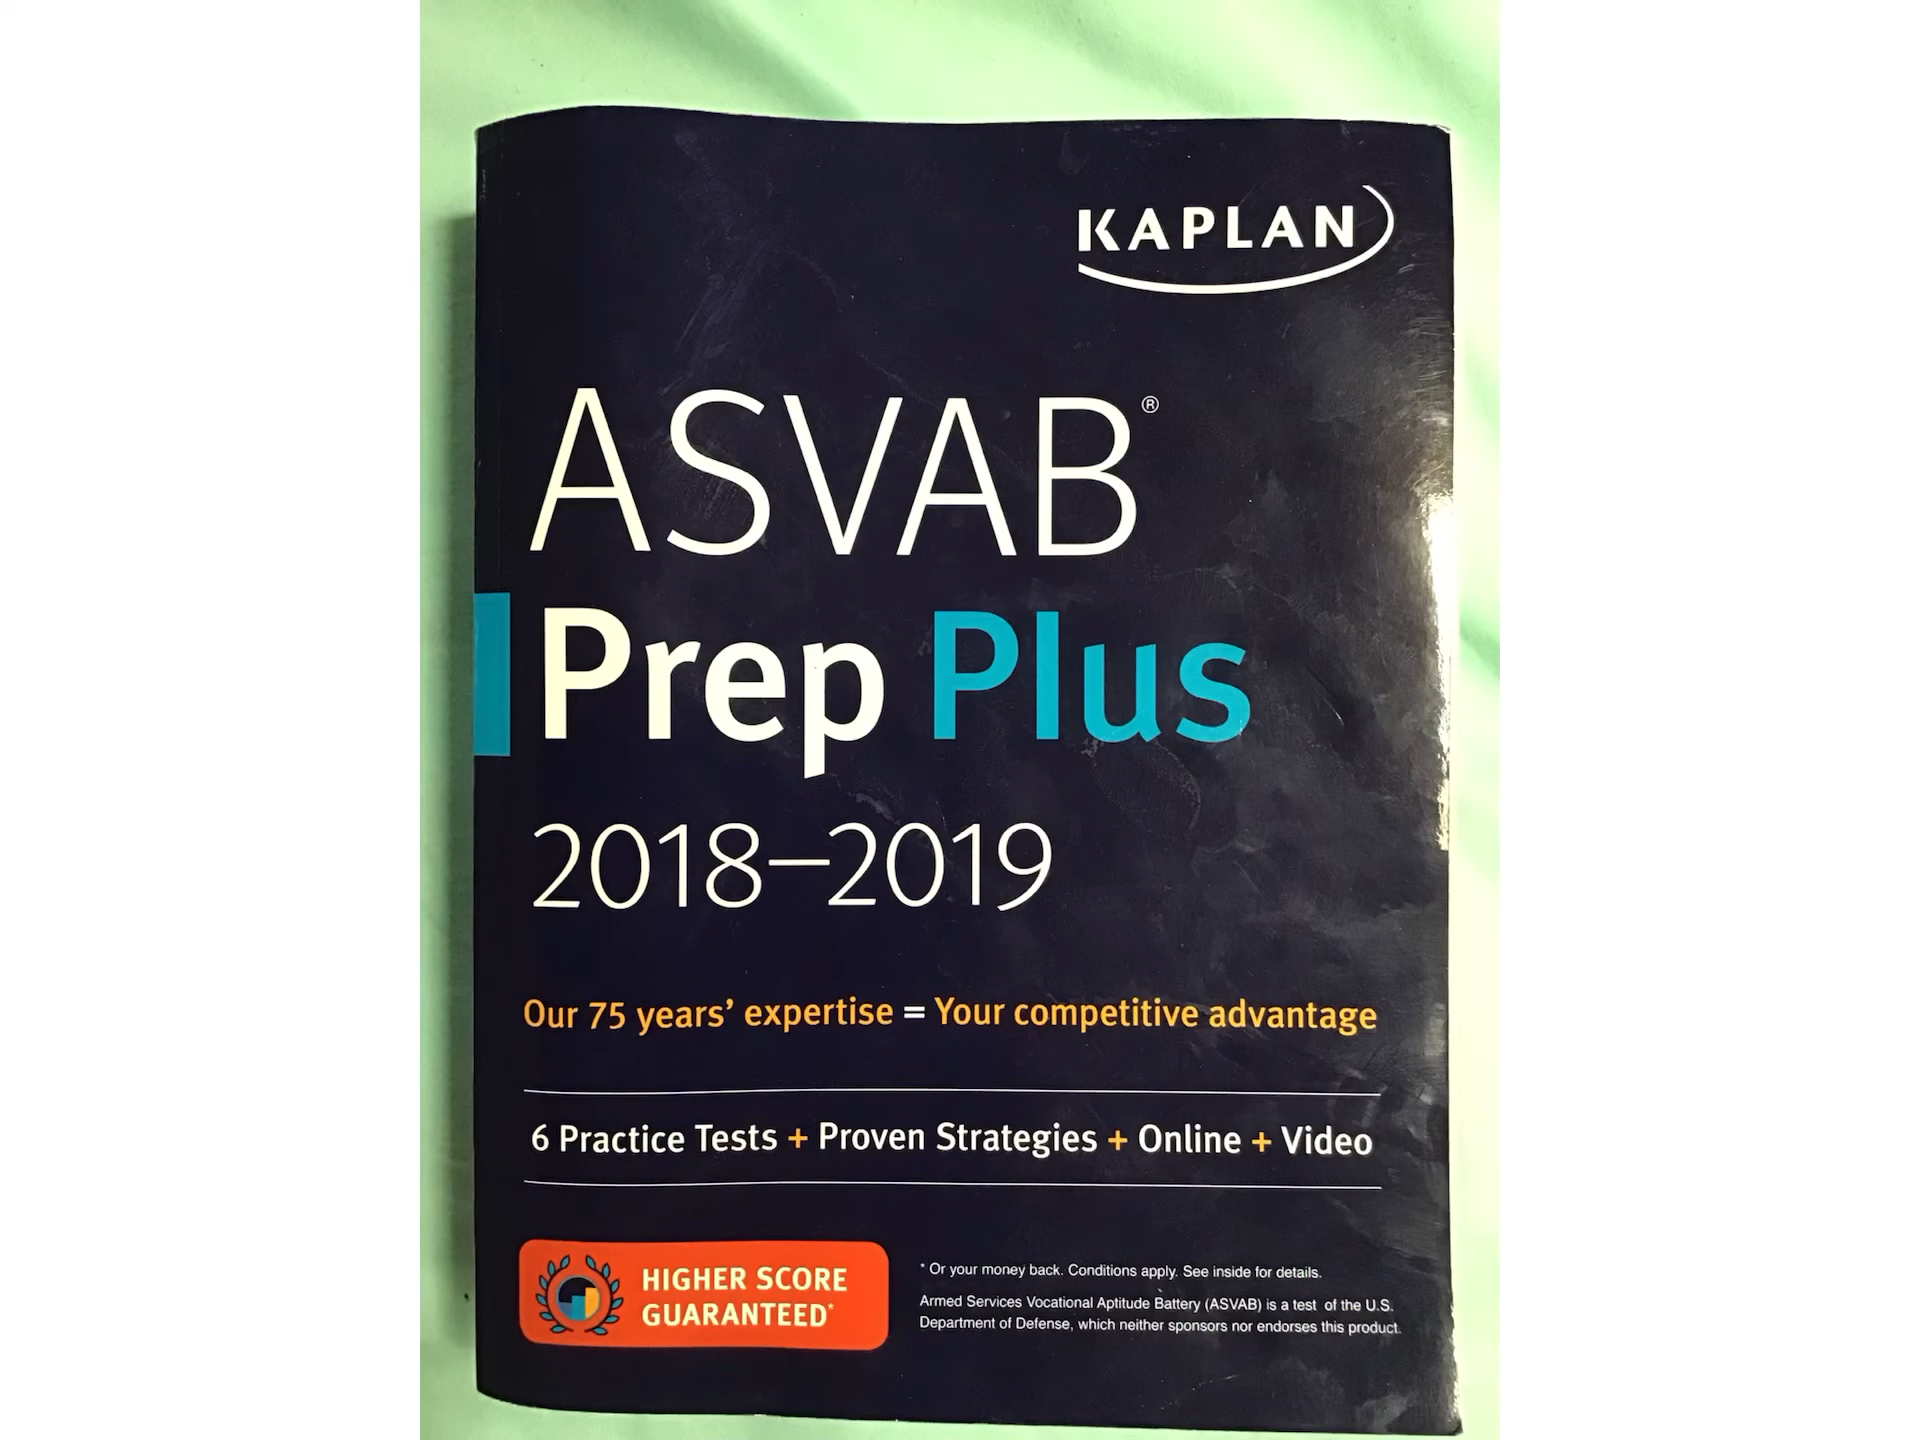 KAPLAN
ASVAB®
Prep Plus
2018–2019
Our 75 years’ expertise = Your competitive advantage
6 Practice Tests + Proven Strategies + Online + Video
HIGHER SCORE
GUARANTEED*
* Or your money back. Conditions apply. See inside for details.
Armed Services Vocational Aptitude Battery (ASVAB) is a test of the U.S.
Department of Defense, which neither sponsors nor endorses this product.